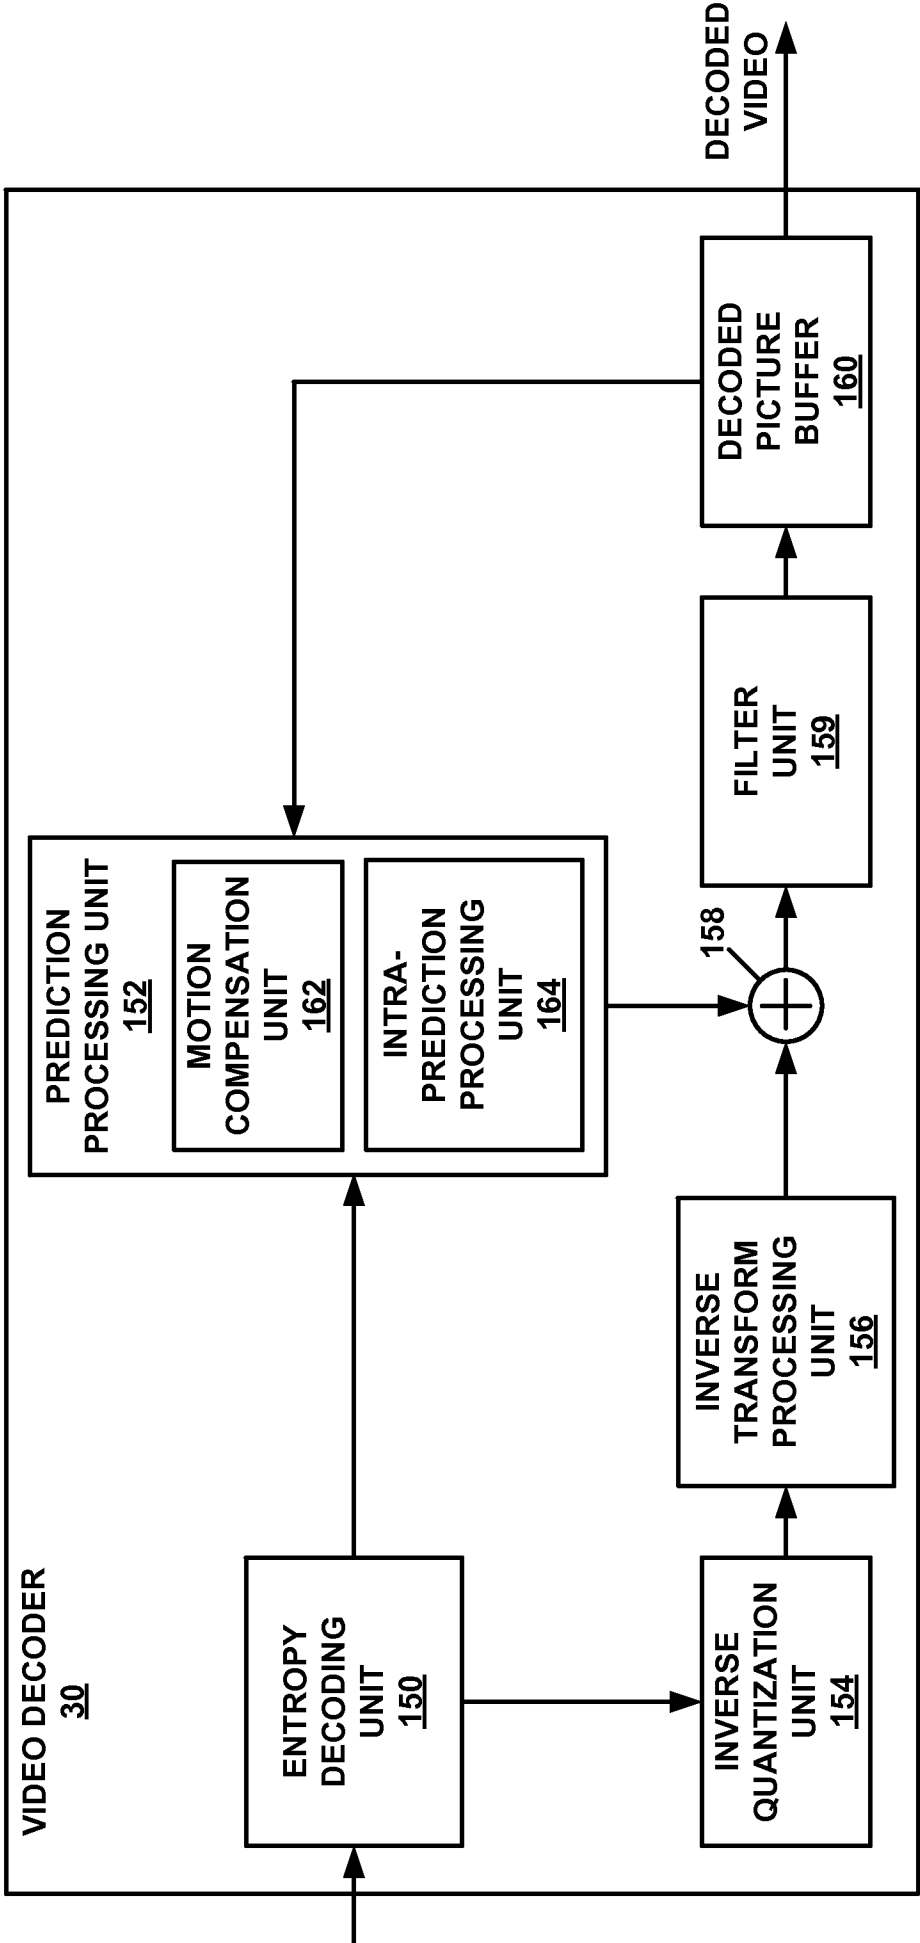 VIDEO DECODER
30
ENTROPY
DECODING
UNIT
150
PREDICTION
PROCESSING UNIT
152
MOTION
COMPENSATION
UNIT
162
INTRA-
PREDICTION
PROCESSING
UNIT
164
INVERSE
QUANTIZATION
UNIT
154
INVERSE
TRANSFORM
PROCESSING
UNIT
156
158
FILTER
UNIT
159
DECODED
PICTURE
BUFFER
160
DECODED
VIDEO